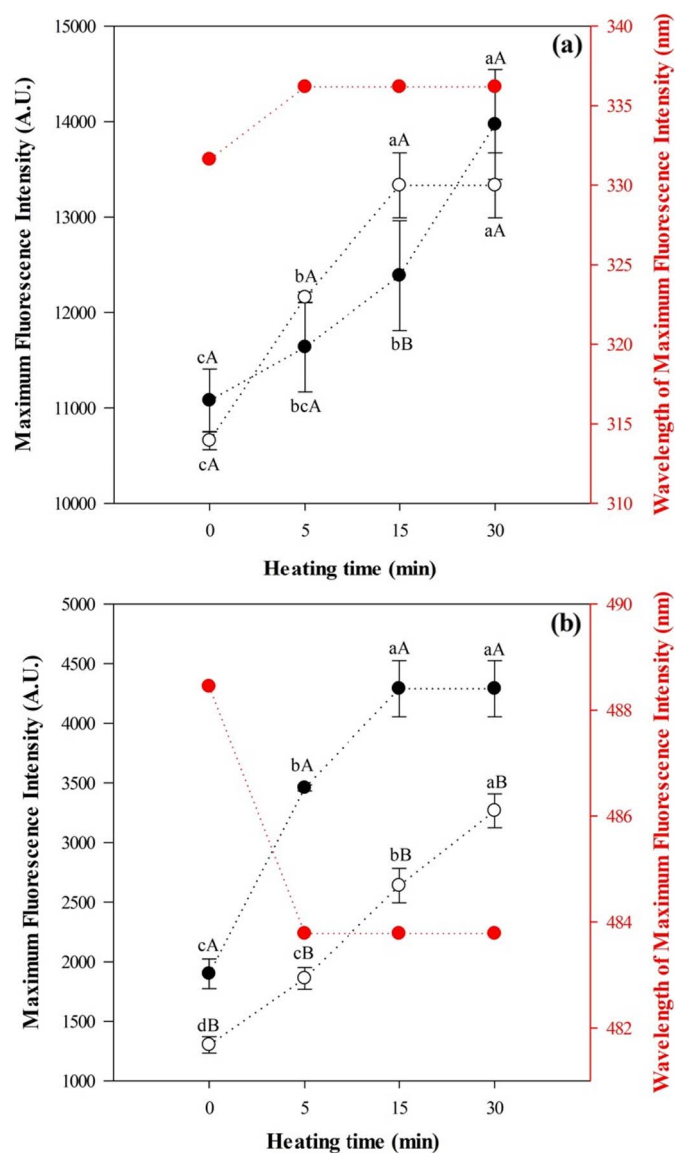 (a)
Maximum Fluorescence Intensity (A.U.)
Wavelength of Maximum Fluorescence Intensity (nm)
15000
14000
13000
12000
11000
10000
340
335
330
325
320
315
310
aA
aA
aA
bA
bB
cA
bcA
cA
0 5 15 30
Heating time (min)
(b)
Maximum Fluorescence Intensity (A.U.)
Wavelength of Maximum Fluorescence Intensity (nm)
5000
4500
4000
3500
3000
2500
2000
1500
1000
490
488
486
484
482
aA aA
bA
aB
bB
cA
cB
dB
0 5 15 30
Heating time (min)